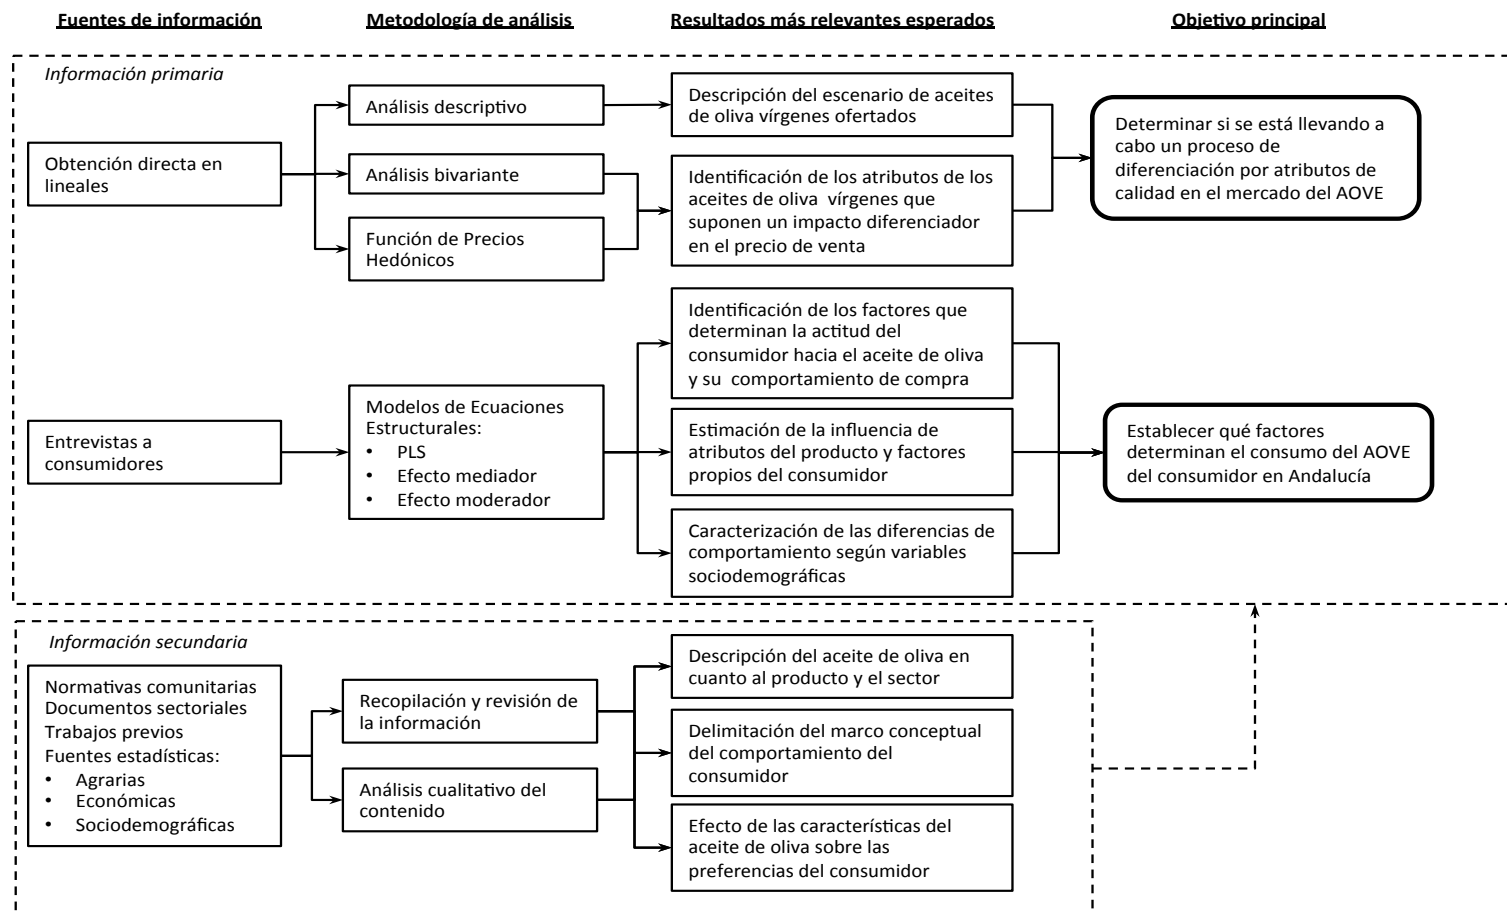 Fuentes de información
Metodología de análisis
Resultados más relevantes esperados
Objetivo principal
Información primaria
Obtención directa en
lineales
Análisis descriptivo
Análisis bivariante
Función de Precios
Hedónicos
Descripción del escenario de aceites
de oliva vírgenes ofertados
Identificación de los atributos de los
aceites de oliva vírgenes que
suponen un impacto diferenciador
en el precio de venta
Determinar si se está llevando a
cabo un proceso de
diferenciación por atributos de
calidad en el mercado del AOVE
Entrevistas a
consumidores
Modelos de Ecuaciones
Estructurales:
• PLS
• Efecto mediador
• Efecto moderador
Identificación de los factores que
determinan la actitud del
consumidor hacia el aceite de oliva
y su comportamiento de compra
Estimación de la influencia de
atributos del producto y factores
propios del consumidor
Caracterización de las diferencias de
comportamiento según variables
sociodemográficas
Establecer qué factores
determinan el consumo del AOVE
del consumidor en Andalucía
Información secundaria
Normativas comunitarias
Documentos sectoriales
Trabajos previos
Fuentes estadísticas:
• Agrarias
• Económicas
• Sociodemográficas
Recopilación y revisión de
la información
Análisis cualitativo del
contenido
Descripción del aceite de oliva en
cuanto al producto y el sector
Delimitación del marco conceptual
del comportamiento del
consumidor
Efecto de las características del
aceite de oliva sobre las
preferencias del consumidor